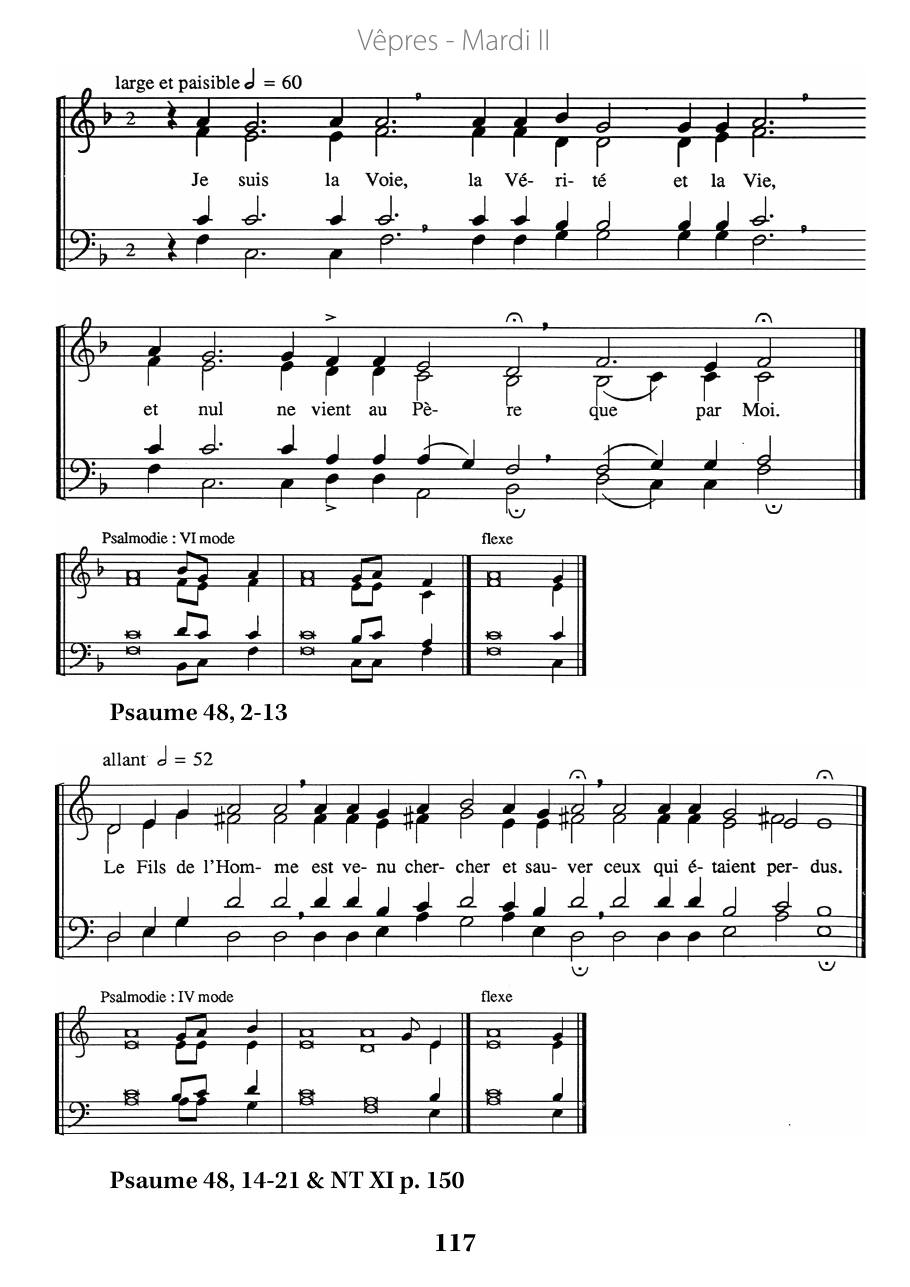 Vêpres - Mardi II
large et paisible = 60
2
Je suis la Voie, la Vé- ri- té et la Vie,
2
et nul ne vient au Pè- re que par Moi.
Psalmodie : VI mode flexe
Psaume 48, 2-13
allant = 52
Le Fils de l'Hom- me est ve- nu cher- cher et sau- ver ceux qui é- taient per- dus.
Psalmodie : IV mode flexe
Psaume 48, 14-21 & NT XI p. 150
117